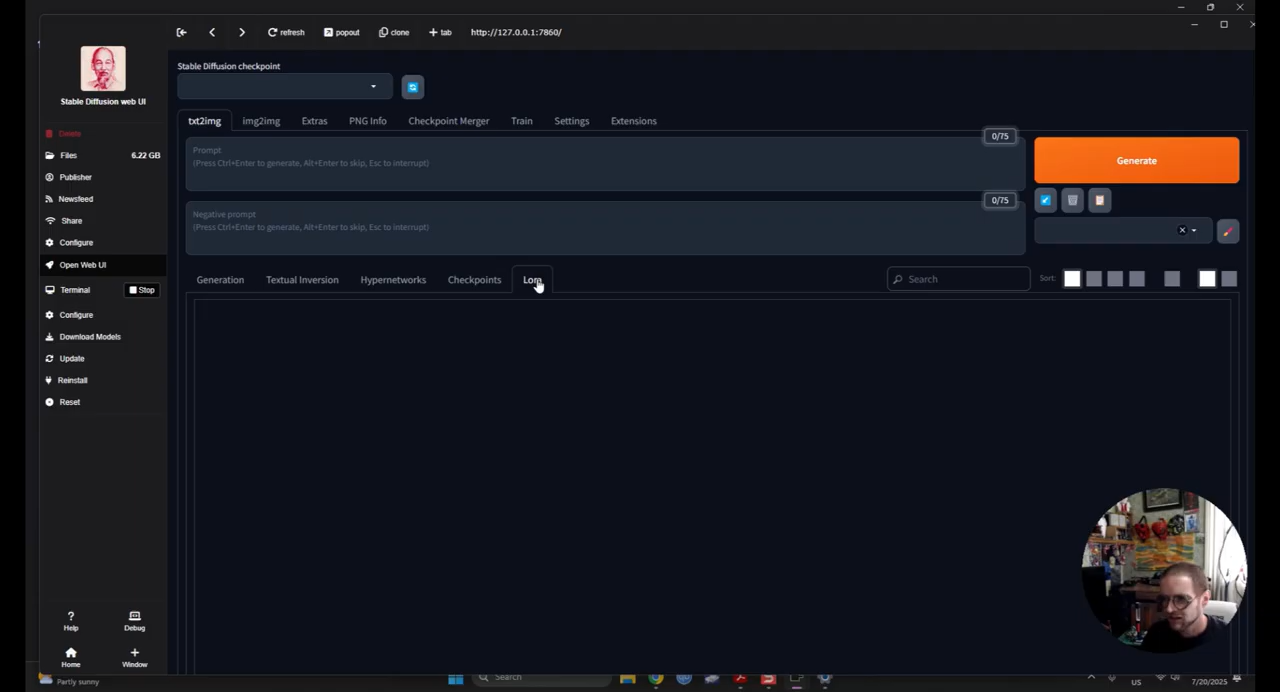 refresh
popout
clone
tab
http://127.0.0.1:7860/
Stable Diffusion web UI
Delete
Files 6.22 GB
Publisher
Newsfeed
Share
Configure
Open Web UI
Terminal Stop
Configure
Download Models
Update
Reinstall
Reset
? Help
Debug
Home
Window
Stable Diffusion checkpoint
txt2img img2img Extras PNG Info Checkpoint Merger Train Settings Extensions
Prompt
(Press Ctrl+Enter to generate, Alt+Enter to skip, Esc to interrupt)
0/75
Generate
Negative prompt
(Press Ctrl+Enter to generate, Alt+Enter to skip, Esc to interrupt)
0/75
Generation Textual Inversion Hypernetworks Checkpoints Lora
Search
Sort:
Partly sunny
Search
US
7/20/2025